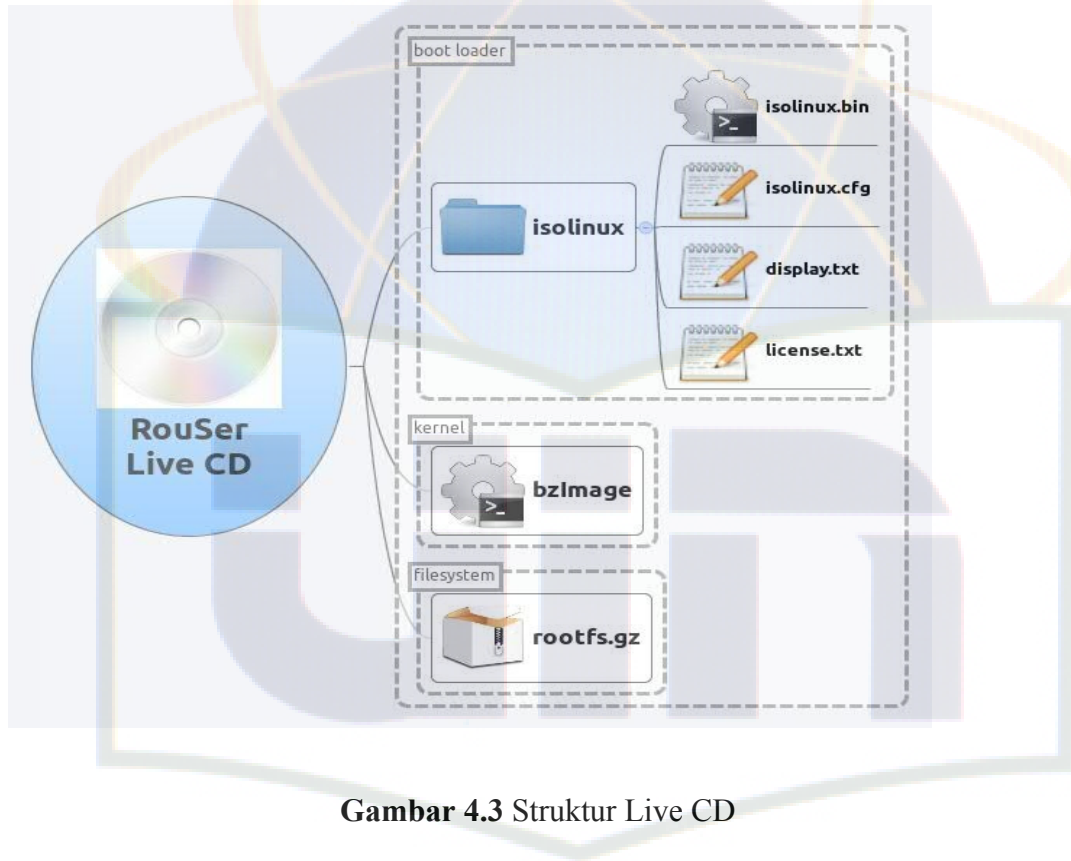 boot loader
isolinux.bin
isolinux.cfg
isolinux
display.txt
license.txt
RouSer
Live CD
kernel
bzImage
filesystem
rootfs.gz
Gambar 4.3 Struktur Live CD